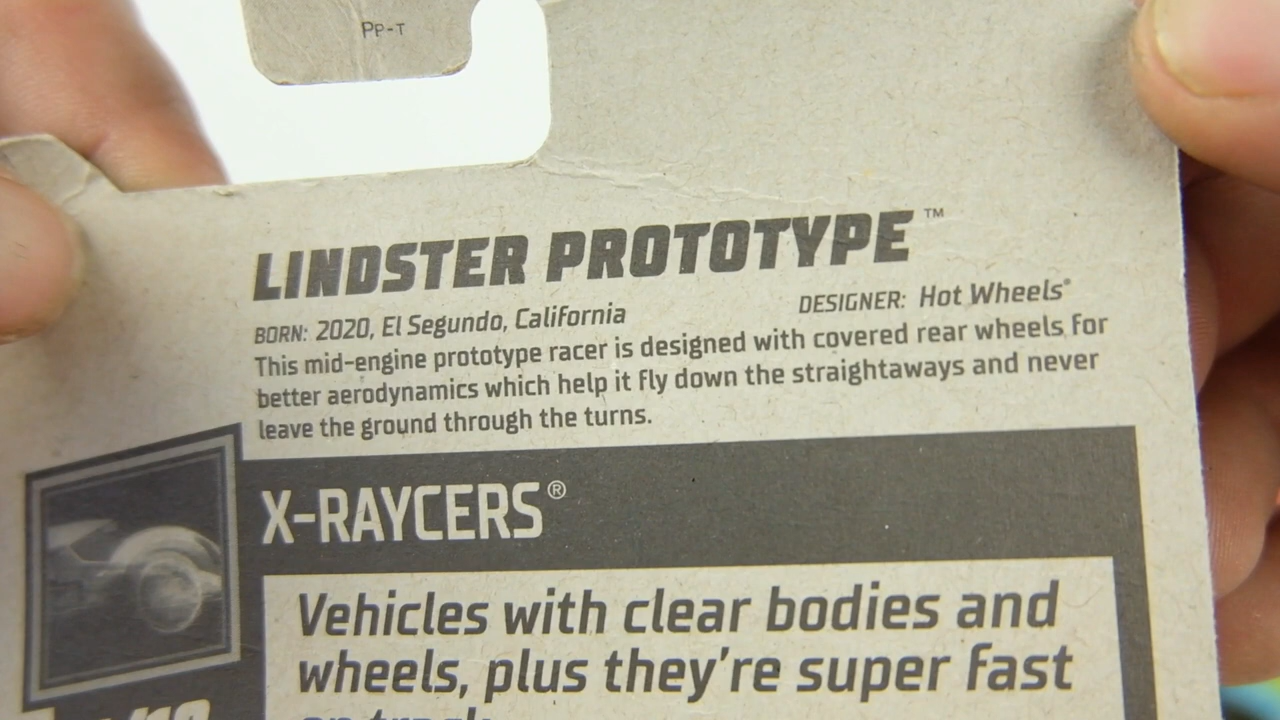 Pp-T
LINDSTER PROTOTYPE™
BORN: 2020, El Segundo, California DESIGNER: Hot Wheels®
This mid-engine prototype racer is designed with covered rear wheels for
better aerodynamics which help it fly down the straightaways and never
leave the ground through the turns.
X-RAYCERS®
Vehicles with clear bodies and
wheels, plus they're super fast
on track